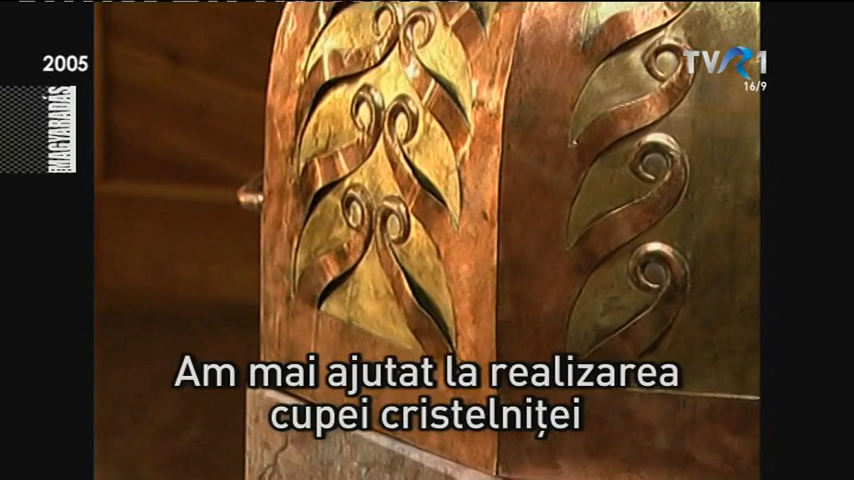 2005
MAGYARADÁS
TVR1
16/9
Am mai ajutat la realizarea
cupei cristelniței